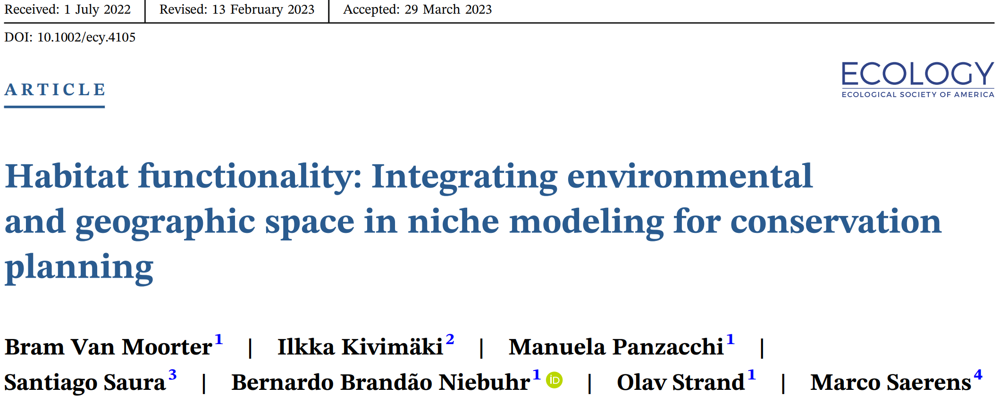 Received: 1 July 2022 | Revised: 13 February 2023 | Accepted: 29 March 2023
DOI: 10.1002/ecy.4105
ECOLOGY
ECOLOGICAL SOCIETY OF AMERICA
ARTICLE
Habitat functionality: Integrating environmental
and geographic space in niche modeling for conservation
planning
Bram Van Moorter1 | Ilkka Kivimäki2 | Manuela Panzacchi1 |
Santiago Saura3 | Bernardo Brandão Niebuhr1 iD | Olav Strand1 | Marco Saerens4